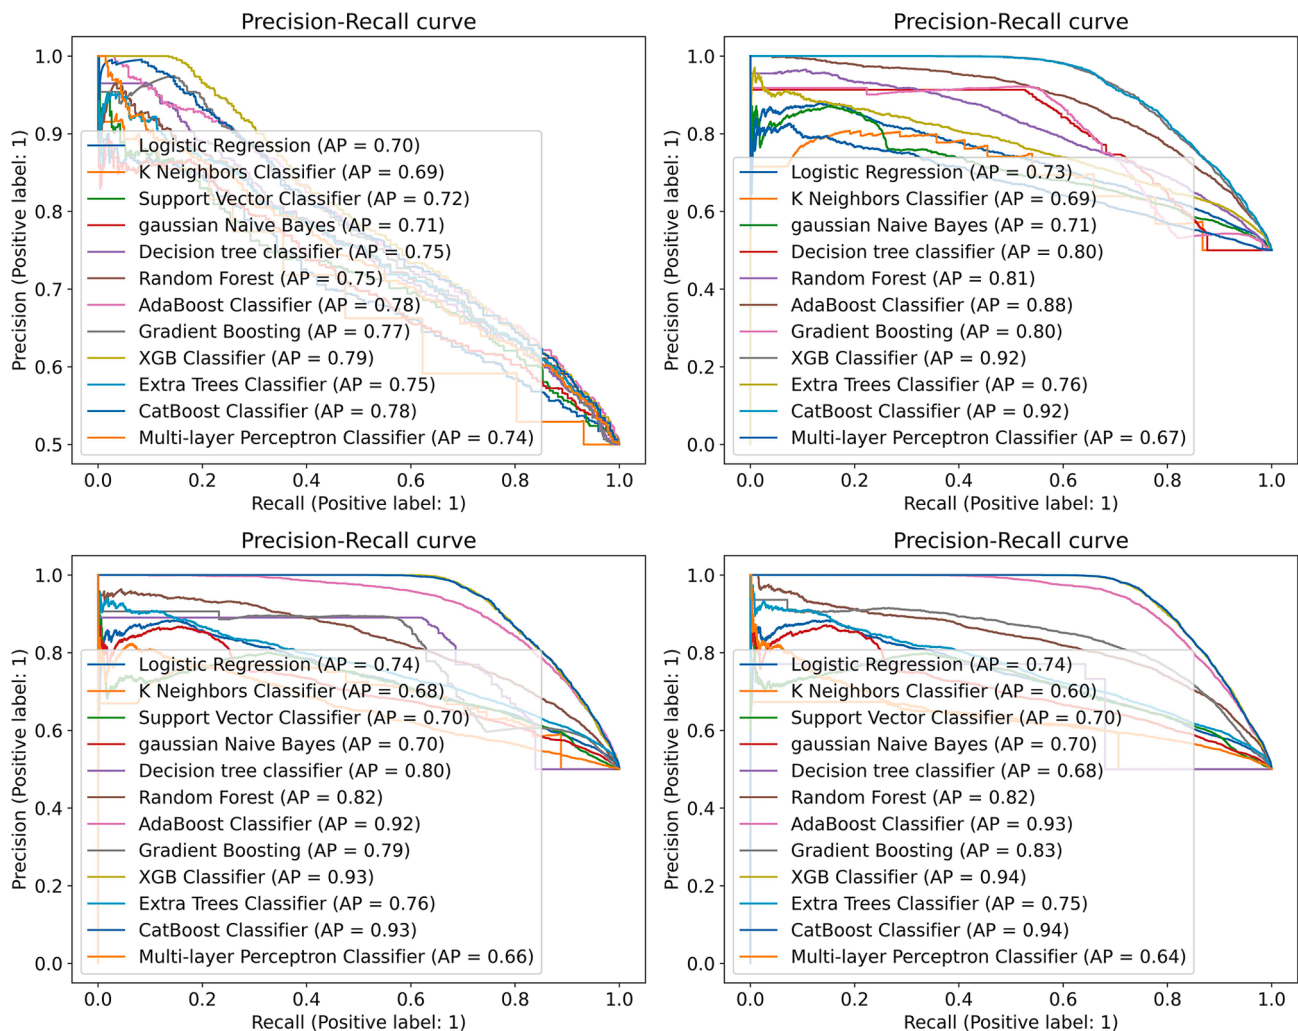 Precision-Recall curve
Precision (Positive label: 1)
1.0
0.9
0.8
0.7
0.6
0.5
Logistic Regression (AP = 0.70)
K Neighbors Classifier (AP = 0.69)
Support Vector Classifier (AP = 0.72)
gaussian Naive Bayes (AP = 0.71)
Decision tree classifier (AP = 0.75)
Random Forest (AP = 0.75)
AdaBoost Classifier (AP = 0.78)
Gradient Boosting (AP = 0.77)
XGB Classifier (AP = 0.79)
Extra Trees Classifier (AP = 0.75)
CatBoost Classifier (AP = 0.78)
Multi-layer Perceptron Classifier (AP = 0.74)
0.0 0.2 0.4 0.6 0.8 1.0
Recall (Positive label: 1)
Precision-Recall curve
Precision (Positive label: 1)
1.0
0.8
0.6
0.4
0.2
0.0
Logistic Regression (AP = 0.73)
K Neighbors Classifier (AP = 0.69)
gaussian Naive Bayes (AP = 0.71)
Decision tree classifier (AP = 0.80)
Random Forest (AP = 0.81)
AdaBoost Classifier (AP = 0.88)
Gradient Boosting (AP = 0.80)
XGB Classifier (AP = 0.92)
Extra Trees Classifier (AP = 0.76)
CatBoost Classifier (AP = 0.92)
Multi-layer Perceptron Classifier (AP = 0.67)
0.0 0.2 0.4 0.6 0.8 1.0
Recall (Positive label: 1)
Precision-Recall curve
Precision (Positive label: 1)
1.0
0.8
0.6
0.4
0.2
0.0
Logistic Regression (AP = 0.74)
K Neighbors Classifier (AP = 0.68)
Support Vector Classifier (AP = 0.70)
gaussian Naive Bayes (AP = 0.70)
Decision tree classifier (AP = 0.80)
Random Forest (AP = 0.82)
AdaBoost Classifier (AP = 0.92)
Gradient Boosting (AP = 0.79)
XGB Classifier (AP = 0.93)
Extra Trees Classifier (AP = 0.76)
CatBoost Classifier (AP = 0.93)
Multi-layer Perceptron Classifier (AP = 0.66)
0.0 0.2 0.4 0.6 0.8 1.0
Recall (Positive label: 1)
Precision-Recall curve
Precision (Positive label: 1)
1.0
0.8
0.6
0.4
0.2
0.0
Logistic Regression (AP = 0.74)
K Neighbors Classifier (AP = 0.60)
Support Vector Classifier (AP = 0.70)
gaussian Naive Bayes (AP = 0.70)
Decision tree classifier (AP = 0.68)
Random Forest (AP = 0.82)
AdaBoost Classifier (AP = 0.93)
Gradient Boosting (AP = 0.83)
XGB Classifier (AP = 0.94)
Extra Trees Classifier (AP = 0.75)
CatBoost Classifier (AP = 0.94)
Multi-layer Perceptron Classifier (AP = 0.64)
0.0 0.2 0.4 0.6 0.8 1.0
Recall (Positive label: 1)